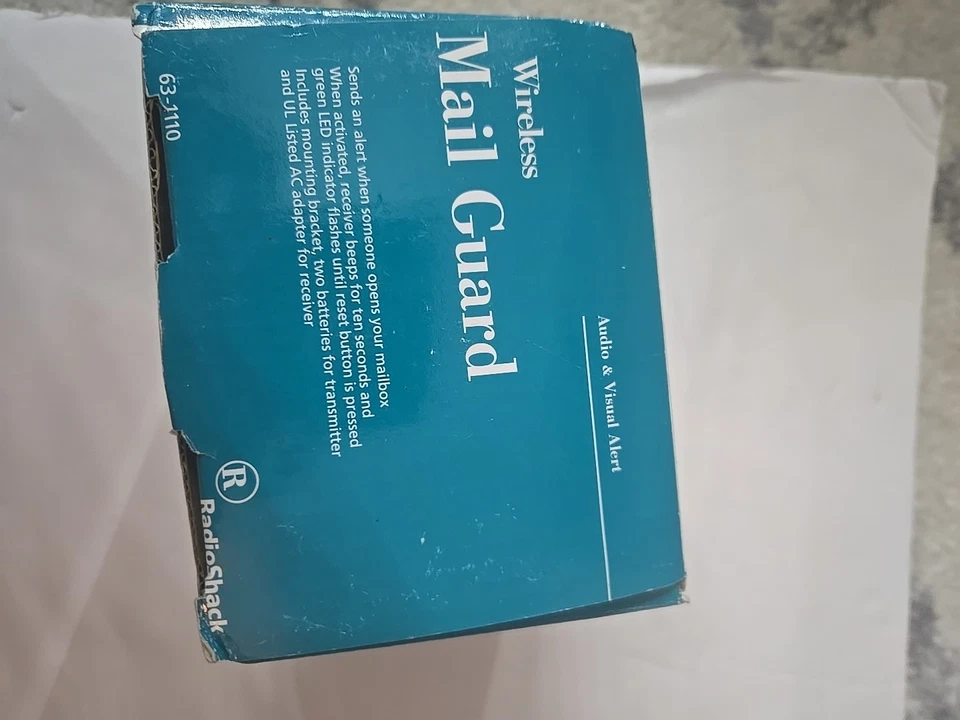 Audio & Visual Alert
Wireless
Mail Guard
Sends an alert when someone opens your mailbox
When activated, receiver beeps for ten seconds and
green LED indicator flashes until reset button is pressed
Includes mounting bracket, two batteries for transmitter
and UL Listed AC adapter for receiver
63-1110
R RadioShack